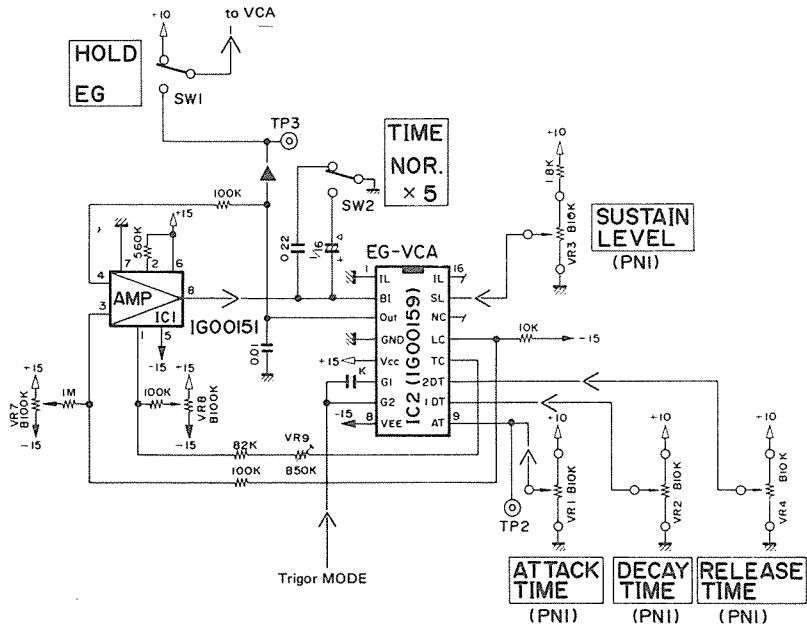 +10
to VCA
HOLD
EG
SW1
TP3
TIME
NOR.
× 5
SW2
100K
+15
560K
7
2
6
4
AMP
8
3
IC1
IG00151
1
5
-15
0.22
1/16
+
0.01
EG-VCA
IC2 (IG00159)
1
IL
BI
Out
GND
+15
Vcc
K
G1
G2
-15
8
VEE
16
IL
SL
NC
LC
TC
2DT
1DT
AT
9
10K
-15
+10
1.8K
B10K
VR3
SUSTAIN
LEVEL
(PN1)
+15
VR7
B100K
-15
1M
100K
+15
VR8
B100K
-15
82K
VR9
B50K
100K
Trigor MODE
TP2
+10
VR1 B10K
ATTACK
TIME
(PN1)
+10
B10K
VR2
DECAY
TIME
(PN1)
+10
B10K
VR4
RELEASE
TIME
(PN1)